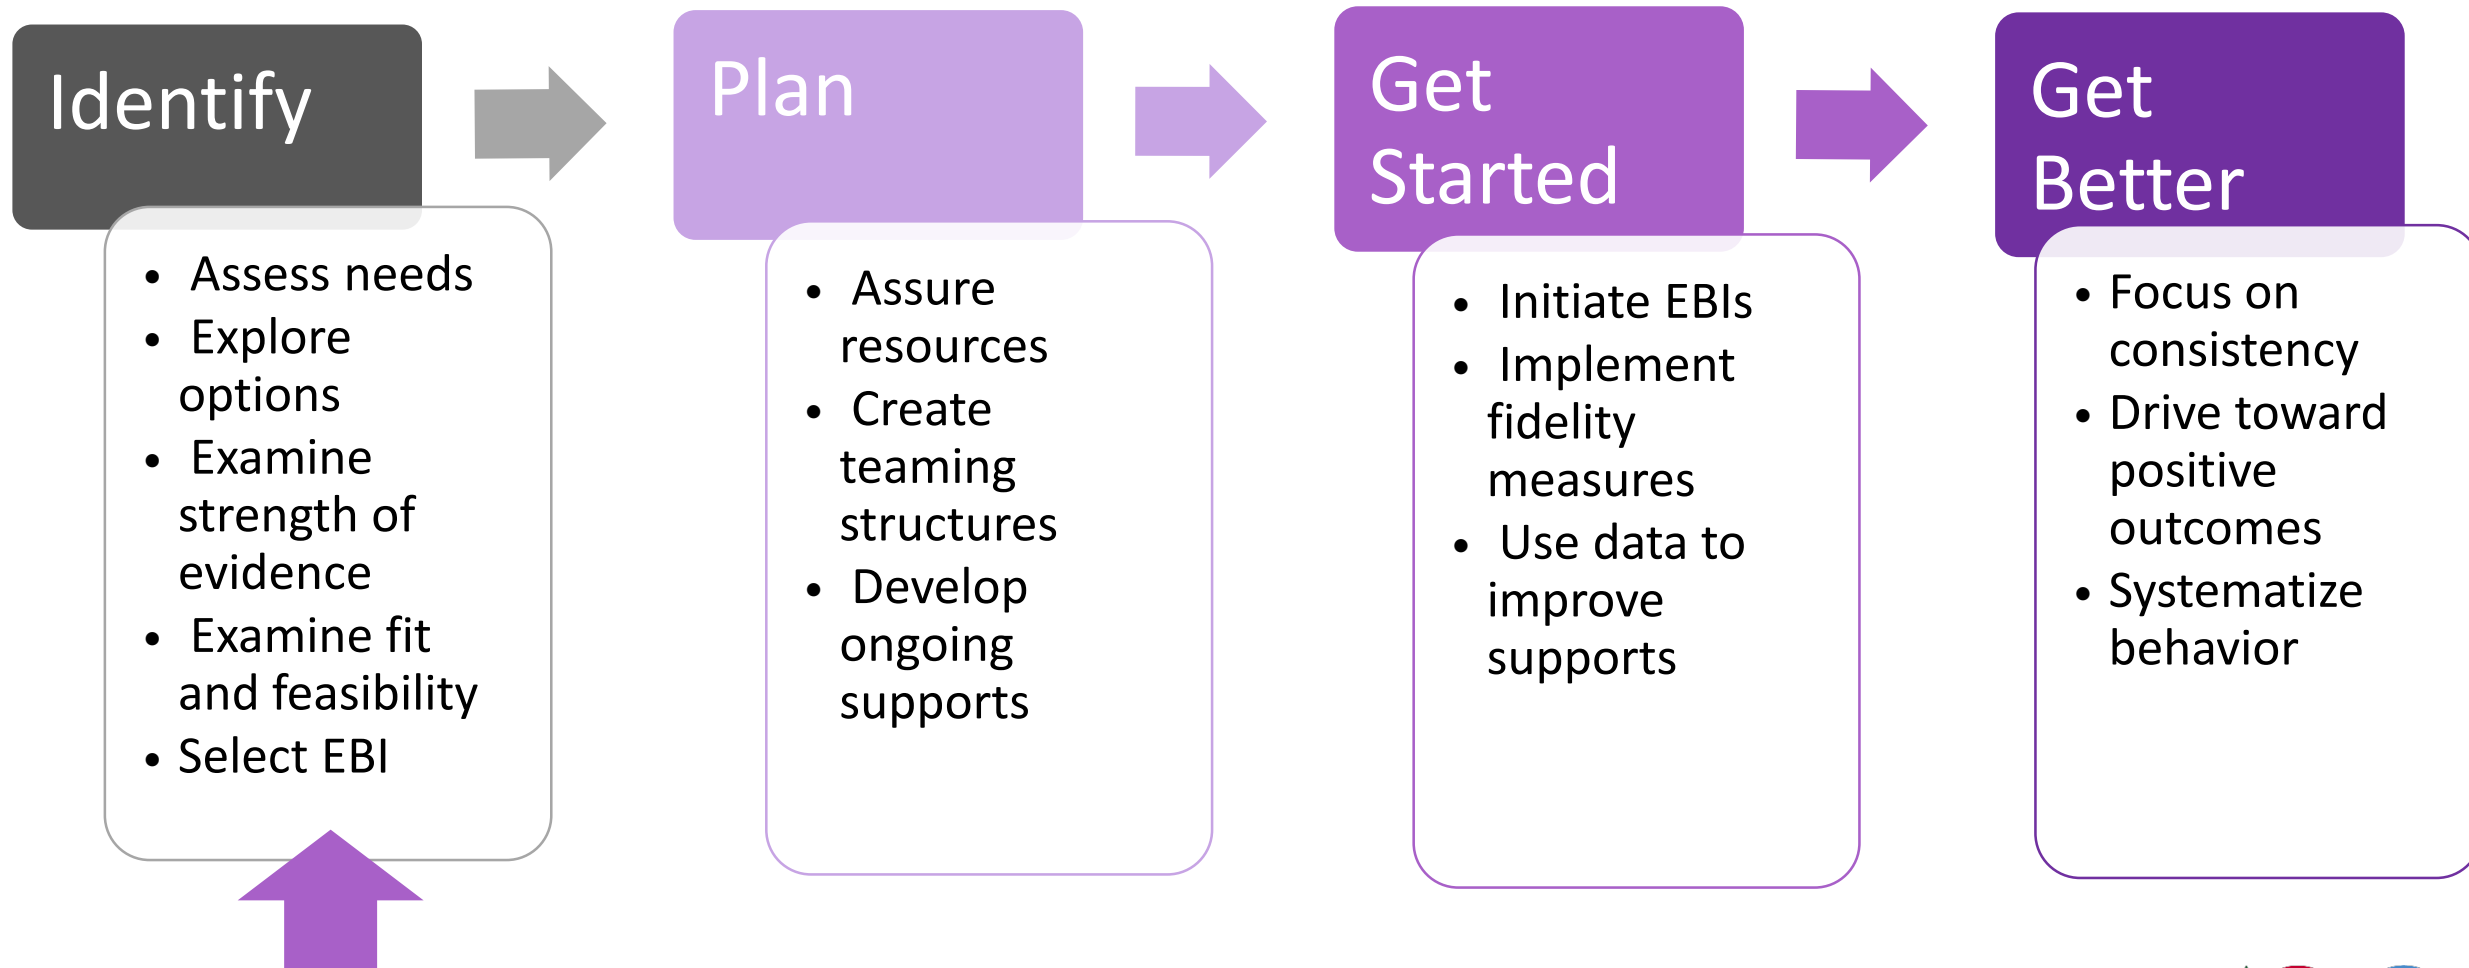 Identify
• Assess needs
• Explore
options
• Examine
strength of
evidence
• Examine fit
and feasibility
• Select EBI
Plan
• Assure
resources
• Create
teaming
structures
• Develop
ongoing
supports
Get
Started
• Initiate EBIs
• Implement
fidelity
measures
• Use data to
improve
supports
Get
Better
• Focus on
consistency
• Drive toward
positive
outcomes
• Systematize
behavior